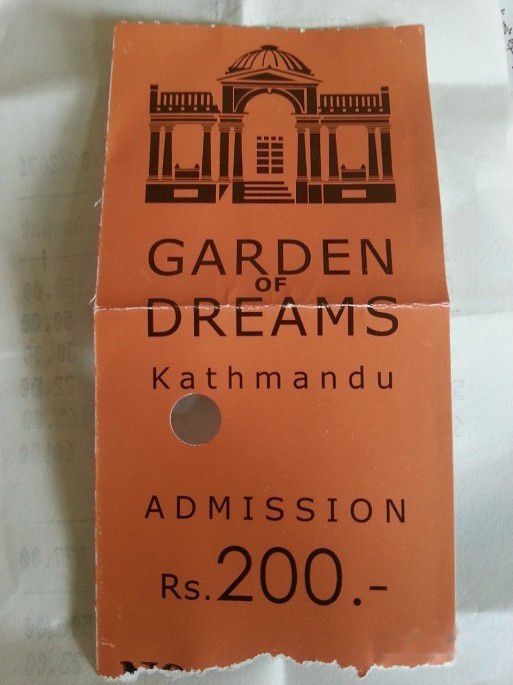 GARDEN
OF
DREAMS
Kathmandu
ADMISSION
Rs.200.-